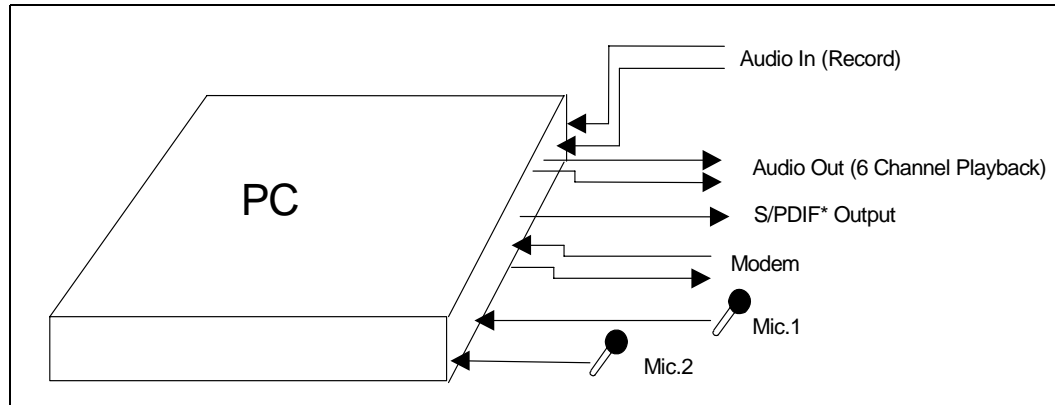 Audio In (Record)
PC
Audio Out (6 Channel Playback)
S/PDIF* Output
Modem
Mic.1
Mic.2